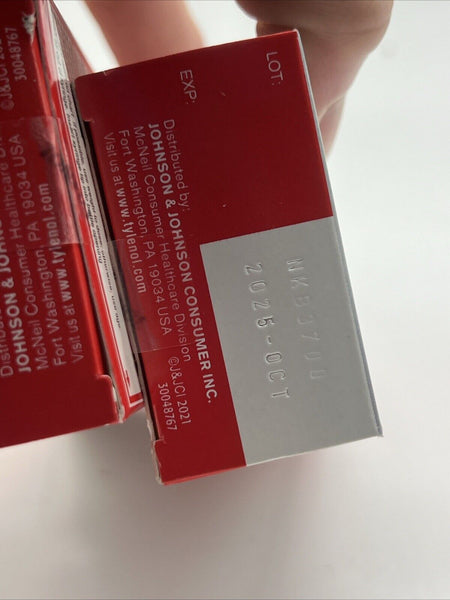 ©J&JCI
30048767
JOHNSON &
McNeil Consumer Healthcare
Fort Washington, PA 19034 USA
Visit us at www.tylenol.com
LOT:
EXP: 2025-OCT
Distributed by:
JOHNSON & JOHNSON CONSUMER INC.
McNeil Consumer Healthcare Division
Fort Washington, PA 19034 USA
Visit us at www.tylenol.com
©J&JCI 2021
30048767